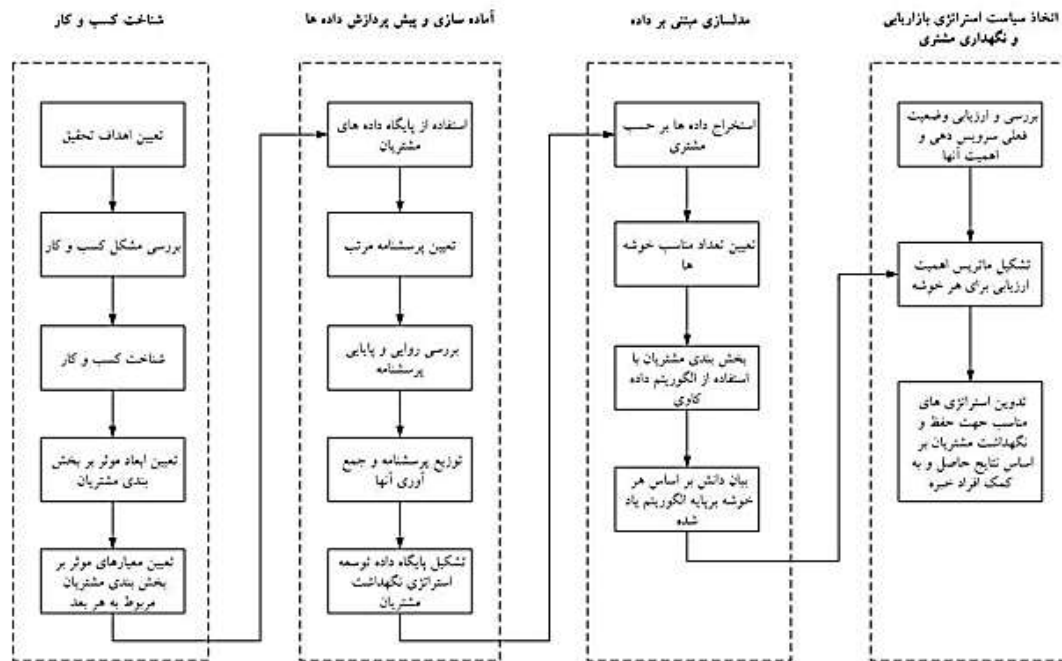 شناخت کسب و کار
تعیین اهداف تحقیق
بررسی مشکل کسب و کار
شناخت کسب و کار
تعیین ابعاد موثر بر بخش
بندی مشتریان
تعیین معیارهای موثر بر
بخش بندی مشتریان
مربوط به هر بعد
آماده سازی و پیش پردازش داده ها
استفاده از پایگاه داده های
مشتریان
تعیین پرسشنامه مرتب
بررسی روایی و پایایی
پرسشنامه
توزیع پرسشنامه و جمع
آوری آنها
تشکیل پایگاه داده توسعه
استراتژی نگهداشت
مشتریان
مدلسازی مبتنی بر داده
استخراج داده ها بر حسب
مشتری
تعیین تعداد مناسب خوشه
ها
بخش بندی مشتریان با
استفاده از الگوریتم داده
کاوی
بیان دانش بر اساس هر
خوشه برپایه الگوریتم یاد
شده
اتخاذ سیاست استراتژی بازاریابی
و نگهداری مشتری
بررسی و ارزیابی وضعیت
فعلی سرویس دهی و
اهمیت آنها
تشکیل ماتریس اهمیت
ارزیابی برای هر خوشه
تدوین استراتژی های
مناسب جهت حفظ و
نگهداشت مشتریان بر
اساس نتایج حاصل و به
کمک افراد خبره